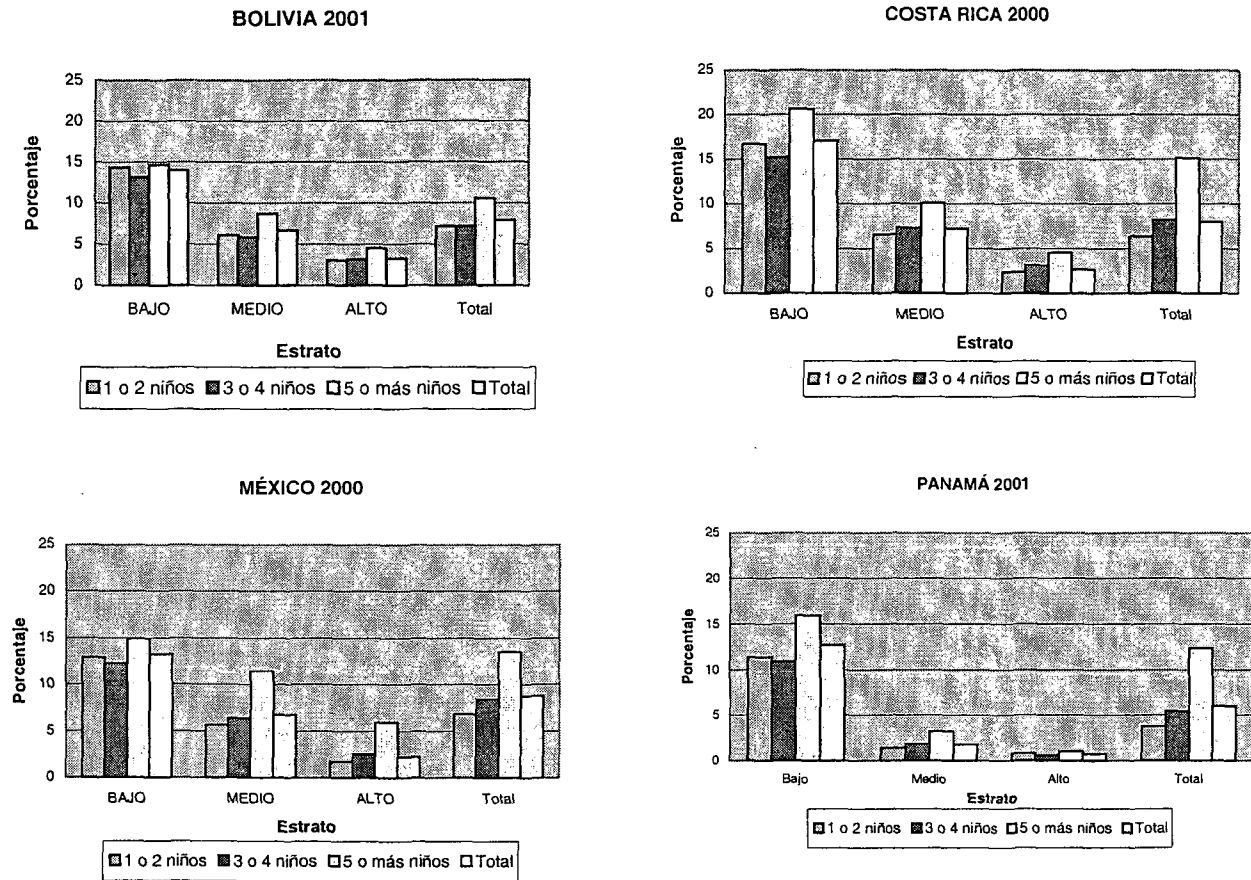 BOLIVIA 2001
25
20
15
10
5
0
Porcentaje
BAJO MEDIO ALTO Total
Estrato
1 o 2 niños 3 o 4 niños 5 o más niños Total
COSTA RICA 2000
25
20
15
10
5
0
Porcentaje
BAJO MEDIO ALTO Total
Estrato
1 o 2 niños 3 o 4 niños 5 o más niños Total
MÉXICO 2000
25
20
15
10
5
0
Porcentaje
BAJO MEDIO ALTO Total
Estrato
1 o 2 niños 3 o 4 niños 5 o más niños Total
PANAMÁ 2001
25
20
15
10
5
0
Porcentaje
Bajo Medio Alto Total
Estrato
1 o 2 niños 3 o 4 niños 5 o más niños Total